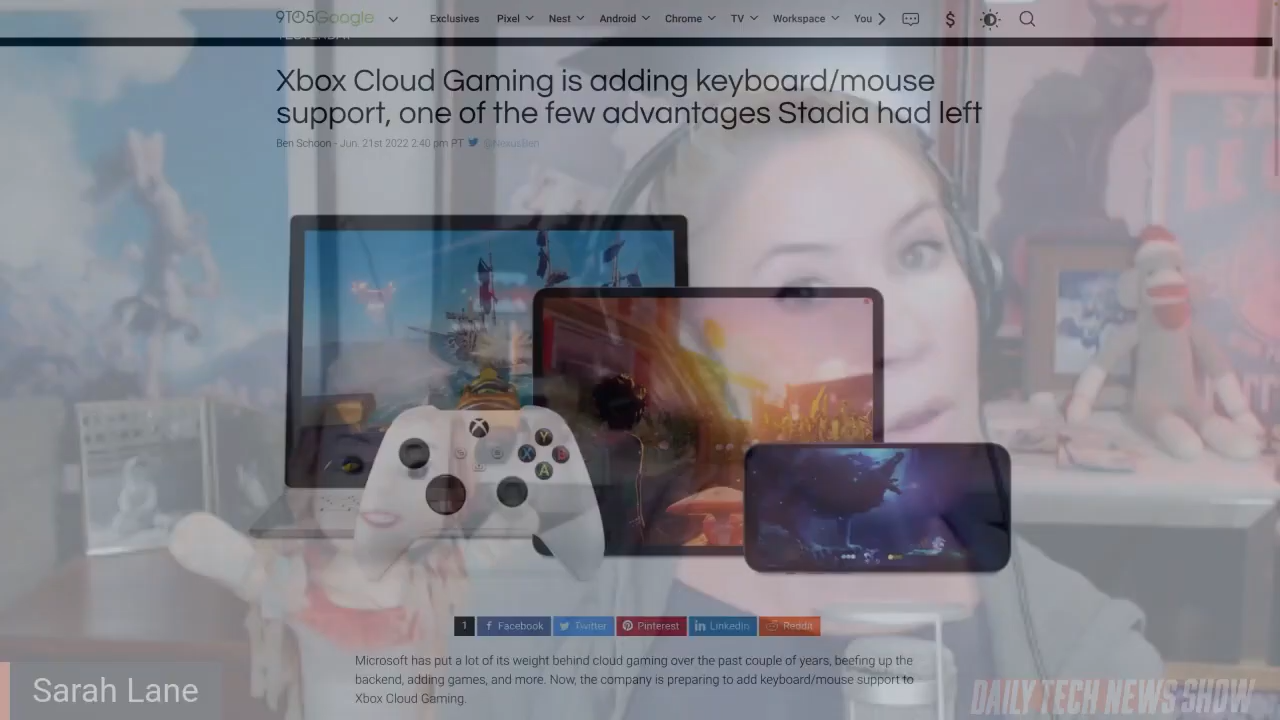 9TO5Google
Exclusives Pixel Nest Android Chrome TV Workspace You
YESTERDAY
Xbox Cloud Gaming is adding keyboard/mouse
support, one of the few advantages Stadia had left
Ben Schoon - Jun. 21st 2022 2:40 pm PT @NexusBen
Y
X B
A
1 Facebook Twitter Pinterest LinkedIn Reddit
Microsoft has put a lot of its weight behind cloud gaming over the past couple of years, beefing up the
backend, adding games, and more. Now, the company is preparing to add keyboard/mouse support to
Xbox Cloud Gaming.
Sarah Lane
DAILY TECH NEWS SHOW